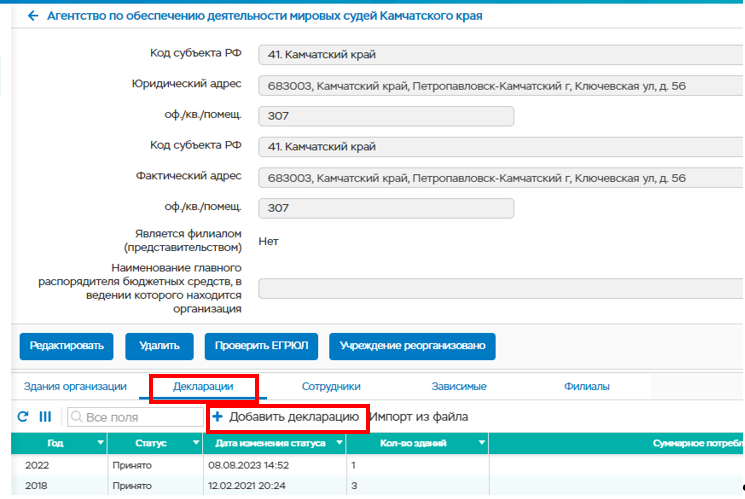 Агентство по обеспечению деятельности мировых судей Камчатского края
Код субъекта РФ 41. Камчатский край
Юридический адрес 683003, Камчатский край, Петропавловск-Камчатский г, Ключевская ул, д. 56
оф./кв./помещ. 307
Код субъекта РФ 41. Камчатский край
Фактический адрес 683003, Камчатский край, Петропавловск-Камчатский г, Ключевская ул, д. 56
оф./кв./помещ. 307
Является филиалом
(представительством) Нет
Наименование главного
распорядителя бюджетных средств, в
ведении которого находится
организация
Редактировать Удалить Проверить ЕГРЮЛ Учреждение реорганизовано
Здания организации Декларации Сотрудники Зависимые Филиалы
Все поля + Добавить декларацию Импорт из файла
Год Статус Дата изменения статуса Кол-во зданий Суммарное потребл
2022 Принято 08.08.2023 14:52 1
2018 Принято 12.02.2021 20:24 3